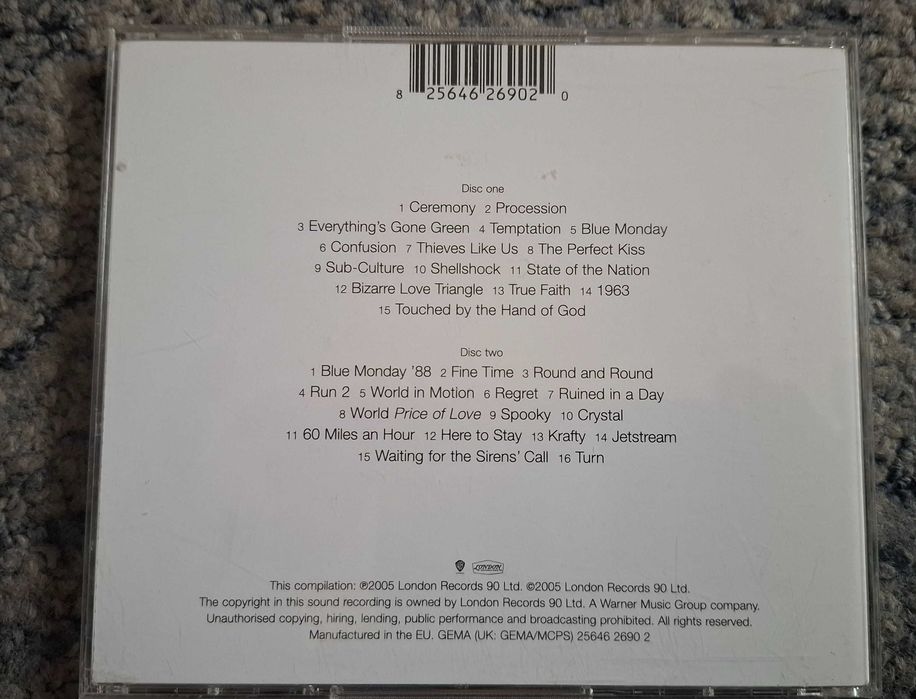 8 25646 26902 0
Disc one
1 Ceremony 2 Procession
3 Everything's Gone Green 4 Temptation 5 Blue Monday
6 Confusion 7 Thieves Like Us 8 The Perfect Kiss
9 Sub-Culture 10 Shellshock 11 State of the Nation
12 Bizarre Love Triangle 13 True Faith 14 1963
15 Touched by the Hand of God
Disc two
1 Blue Monday '88 2 Fine Time 3 Round and Round
4 Run 2 5 World in Motion 6 Regret 7 Ruined in a Day
8 World Price of Love 9 Spooky 10 Crystal
11 60 Miles an Hour 12 Here to Stay 13 Krafty 14 Jetstream
15 Waiting for the Sirens' Call 16 Turn
LONDON
This compilation: ℗2005 London Records 90 Ltd. ©2005 London Records 90 Ltd.
The copyright in this sound recording is owned by London Records 90 Ltd. A Warner Music Group company.
Unauthorised copying, hiring, lending, public performance and broadcasting prohibited. All rights reserved.
Manufactured in the EU. GEMA (UK: GEMA/MCPS) 25646 2690 2